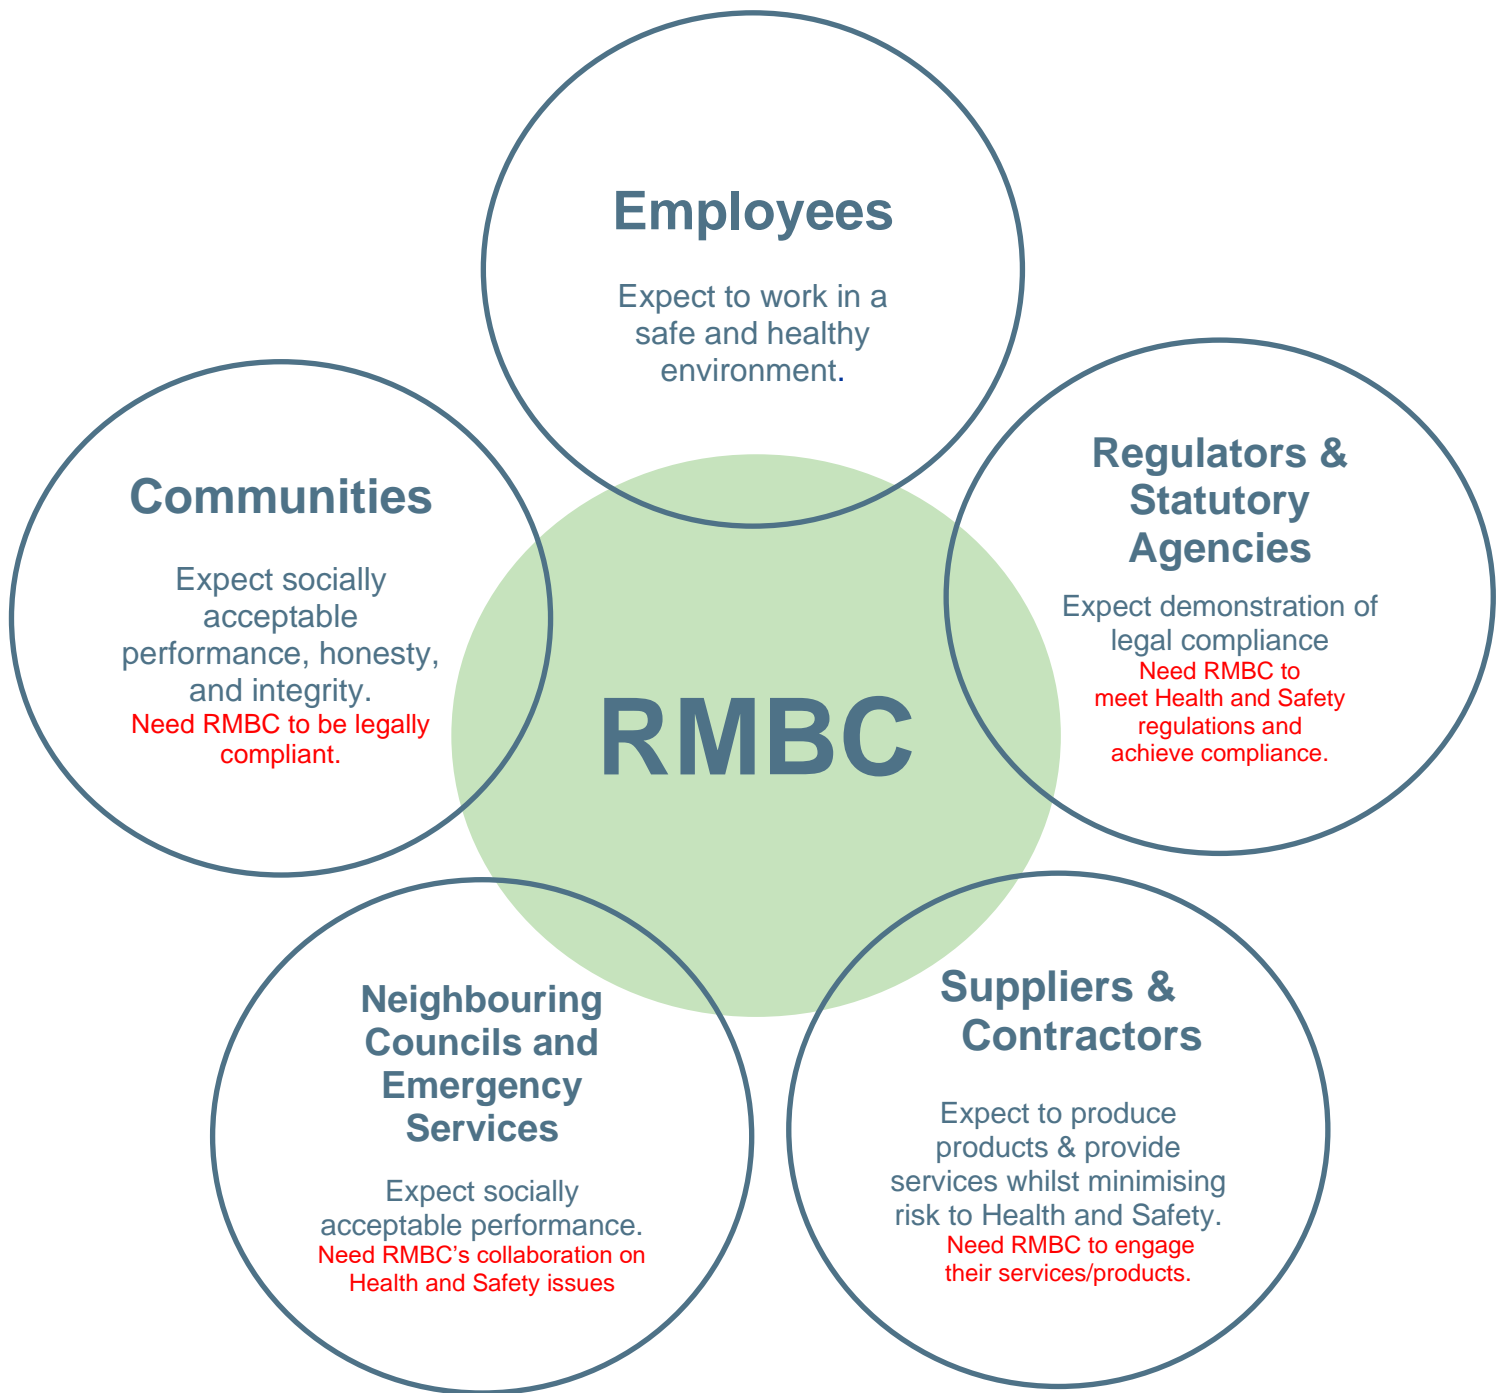 Employees
Expect to work in a
safe and healthy
environment.
Communities
Expect socially
acceptable
performance, honesty,
and integrity.
Need RMBC to be legally
compliant.
Regulators &
Statutory
Agencies
Expect demonstration of
legal compliance
Need RMBC to
meet Health and Safety
regulations and
achieve compliance.
RMBC
Neighbouring
Councils and
Emergency
Services
Expect socially
acceptable performance.
Need RMBC’s collaboration on
Health and Safety issues
Suppliers &
Contractors
Expect to produce
products & provide
services whilst minimising
risk to Health and Safety.
Need RMBC to engage
their services/products.